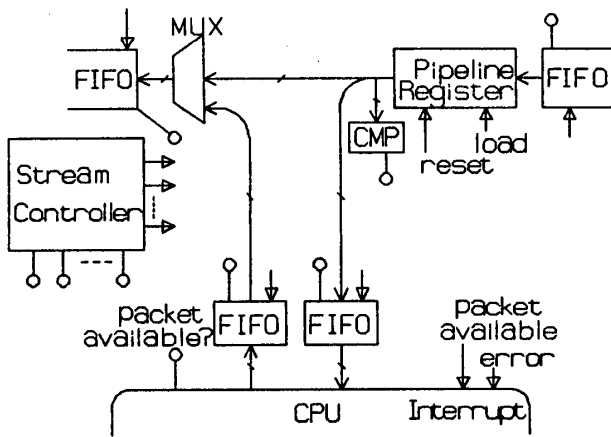 MUX
FIFO
Pipeline
Register
FIFO
CMP
load
reset
Stream
Controller
packet
available?
FIFO
FIFO
packet
available
error
CPU
Interrupt